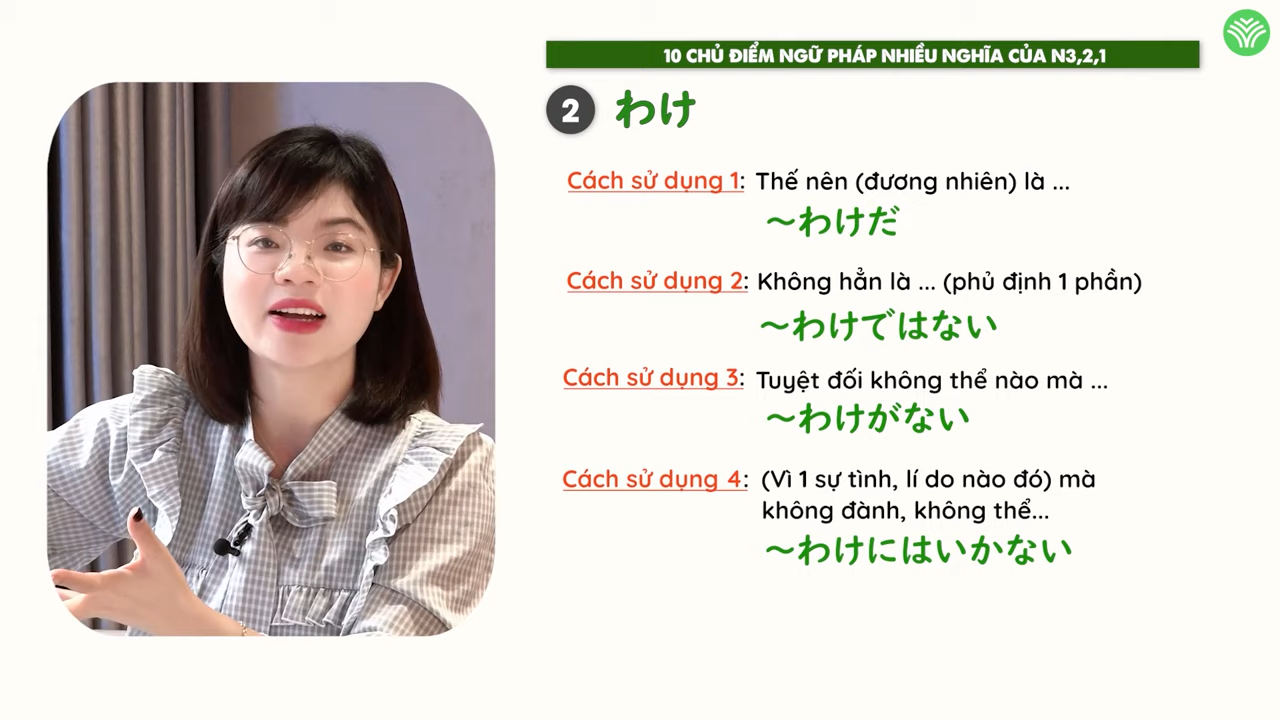 10 CHỦ ĐIỂM NGỮ PHÁP NHIỀU NGHĨA CỦA N3,2,1
2 わけ
Cách sử dụng 1: Thế nên (đương nhiên) là ...
～わけだ
Cách sử dụng 2: Không hẳn là ... (phủ định 1 phần)
～わけではない
Cách sử dụng 3: Tuyệt đối không thể nào mà ...
～わけがない
Cách sử dụng 4: (Vì 1 sự tình, lí do nào đó) mà
không đành, không thể...
～わけにはいかない